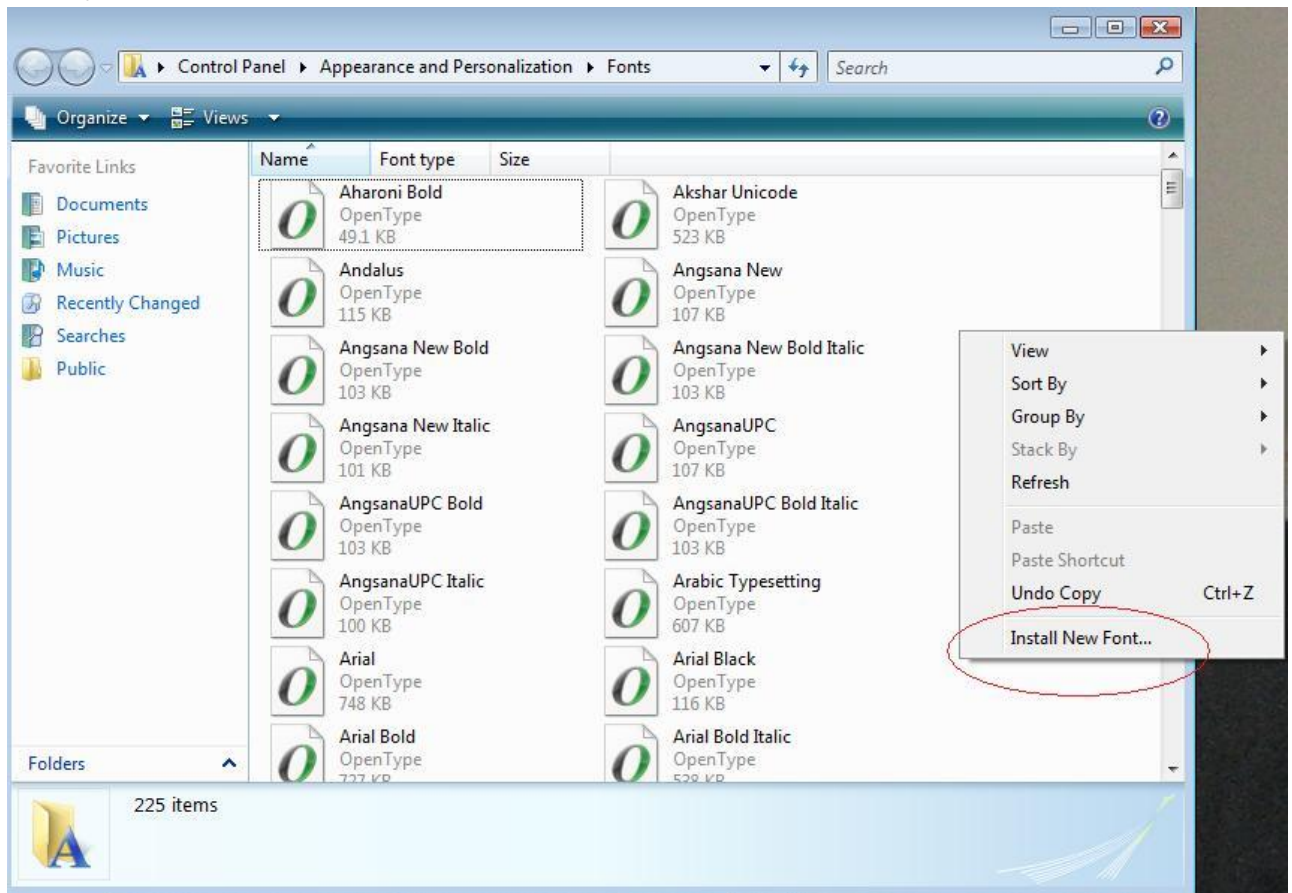 Control Panel Appearance and Personalization Fonts
Search
Organize Views
Favorite Links
Documents
Pictures
Music
Recently Changed
Searches
Public
Folders
Name Font type Size
Aharoni Bold
OpenType
49.1 KB
Akshar Unicode
OpenType
523 KB
Andalus
OpenType
115 KB
Angsana New
OpenType
107 KB
Angsana New Bold
OpenType
103 KB
Angsana New Bold Italic
OpenType
103 KB
Angsana New Italic
OpenType
101 KB
AngsanaUPC
OpenType
107 KB
AngsanaUPC Bold
OpenType
103 KB
AngsanaUPC Bold Italic
OpenType
103 KB
AngsanaUPC Italic
OpenType
100 KB
Arabic Typesetting
OpenType
607 KB
Arial
OpenType
748 KB
Arial Black
OpenType
116 KB
Arial Bold
OpenType
Arial Bold Italic
OpenType
View
Sort By
Group By
Stack By
Refresh
Paste
Paste Shortcut
Undo Copy Ctrl+Z
Install New Font...
225 items